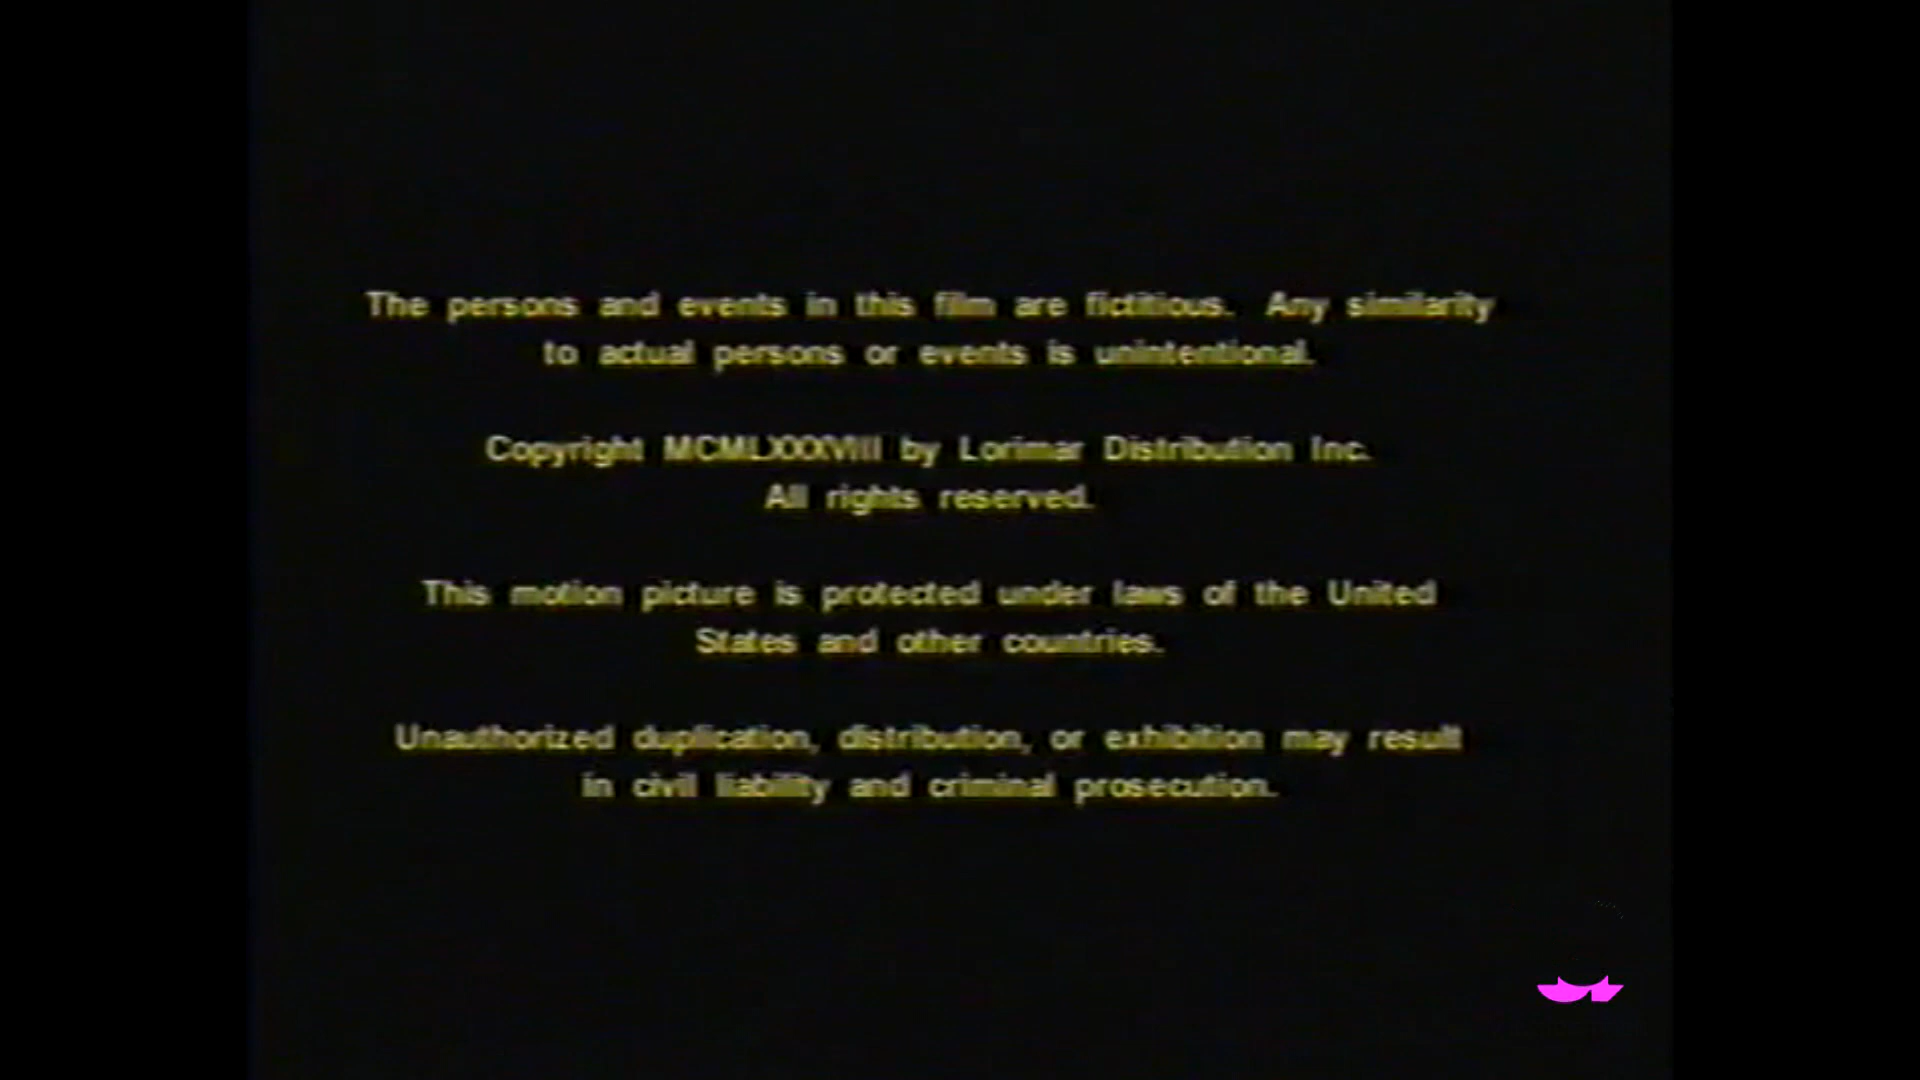 The persons and events in this film are fictitious. Any similarity
to actual persons or events is unintentional.
Copyright MCMLXXXVIII by Lorimar Distribution Inc.
All rights reserved.
This motion picture is protected under laws of the United
States and other countries.
Unauthorized duplication, distribution, or exhibition may result
in civil liability and criminal prosecution.